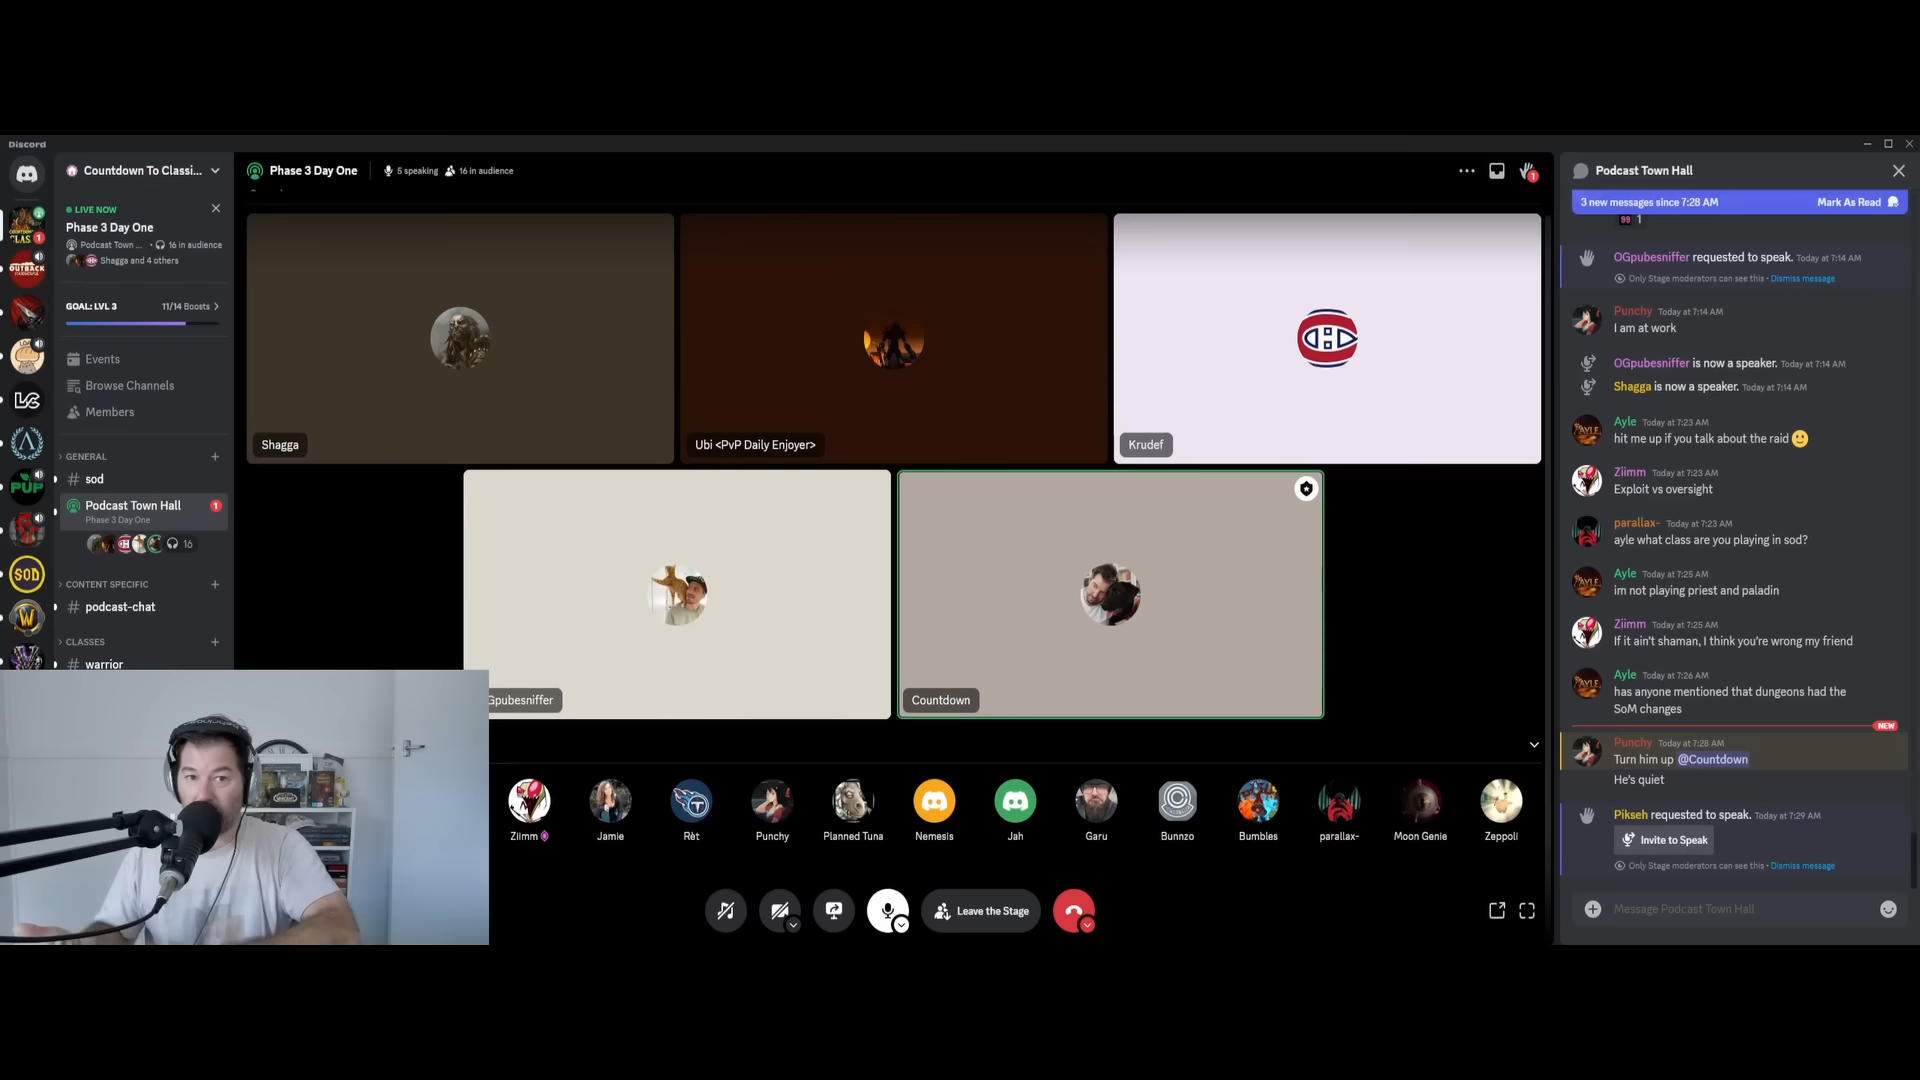 Discord
Countdown To Classi...
LIVE NOW
Phase 3 Day One
Podcast Town ... • 16 in audience
Shagga and 4 others
GOAL: LVL 3 11/14 Boosts
Events
Browse Channels
Members
GENERAL
# sod
Podcast Town Hall 1
Phase 3 Day One
16
CONTENT SPECIFIC
# podcast-chat
CLASSES
# warrior
OUTBACK
PUP
SOD
Phase 3 Day One 5 speaking 16 in audience
1
Shagga
Ubi <PvP Daily Enjoyer>
Krudef
Gpubesniffer
Countdown
Ziimm
Jamie
Rèt
Punchy
Planned Tuna
Nemesis
Jah
Garu
Bunnzo
Bumbles
parallax-
Moon Genie
Zeppoli
Leave the Stage
Podcast Town Hall
3 new messages since 7:28 AM Mark As Read
99 1
OGpubesniffer requested to speak. Today at 7:14 AM
Only Stage moderators can see this • Dismiss message
Punchy Today at 7:14 AM
I am at work
OGpubesniffer is now a speaker. Today at 7:14 AM
Shagga is now a speaker. Today at 7:14 AM
Ayle Today at 7:23 AM
hit me up if you talk about the raid 🙂
Ziimm Today at 7:23 AM
Exploit vs oversight
parallax- Today at 7:23 AM
ayle what class are you playing in sod?
Ayle Today at 7:25 AM
im not playing priest and paladin
Ziimm Today at 7:25 AM
If it ain't shaman, I think you're wrong my friend
Ayle Today at 7:26 AM
has anyone mentioned that dungeons had the
SoM changes
NEW
Punchy Today at 7:28 AM
Turn him up @Countdown
He's quiet
Pikseh requested to speak. Today at 7:29 AM
Invite to Speak
Only Stage moderators can see this • Dismiss message
Message Podcast Town Hall